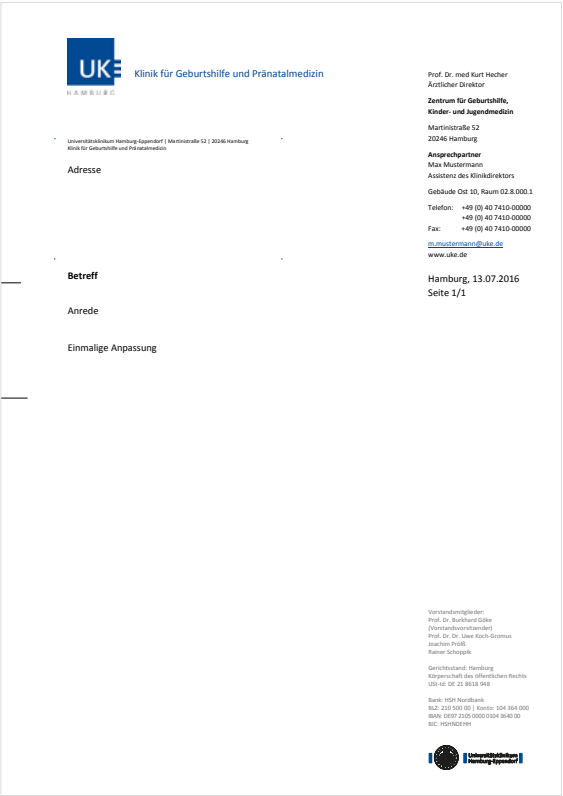 UKE
HAMBURG
Klinik für Geburtshilfe und Pränatalmedizin
Universitätsklinikum Hamburg-Eppendorf | Martinistraße 52 | 20246 Hamburg
Klinik für Geburtshilfe und Pränatalmedizin
Adresse
Betreff
Anrede
Einmalige Anpassung
Prof. Dr. med Kurt Hecher
Ärztlicher Direktor
Zentrum für Geburtshilfe,
Kinder- und Jugendmedizin
Martinistraße 52
20246 Hamburg
Ansprechpartner
Max Mustermann
Assistenz des Klinikdirektors
Gebäude Ost 10, Raum 02.8.000.1
Telefon: +49 (0) 40 7410-00000
+49 (0) 40 7410-00000
Fax: +49 (0) 40 7410-00000
m.mustermann@uke.de
www.uke.de
Hamburg, 13.07.2016
Seite 1/1
Vorstandsmitglieder:
Prof. Dr. Burkhard Göke
(Vorstandsvorsitzender)
Prof. Dr. Dr. Uwe Koch-Gromus
Joachim Prölß
Rainer Schoppik
Gerichtsstand: Hamburg
Körperschaft des öffentlichen Rechts
USt-Id: DE 21 8618 948
Bank: HSH Nordbank
BLZ: 210 500 00 | Konto: 104 364 000
IBAN: DE97 2105 0000 0104 3640 00
BIC: HSHNDEHH
Universitätsklinikum
Hamburg-Eppendorf